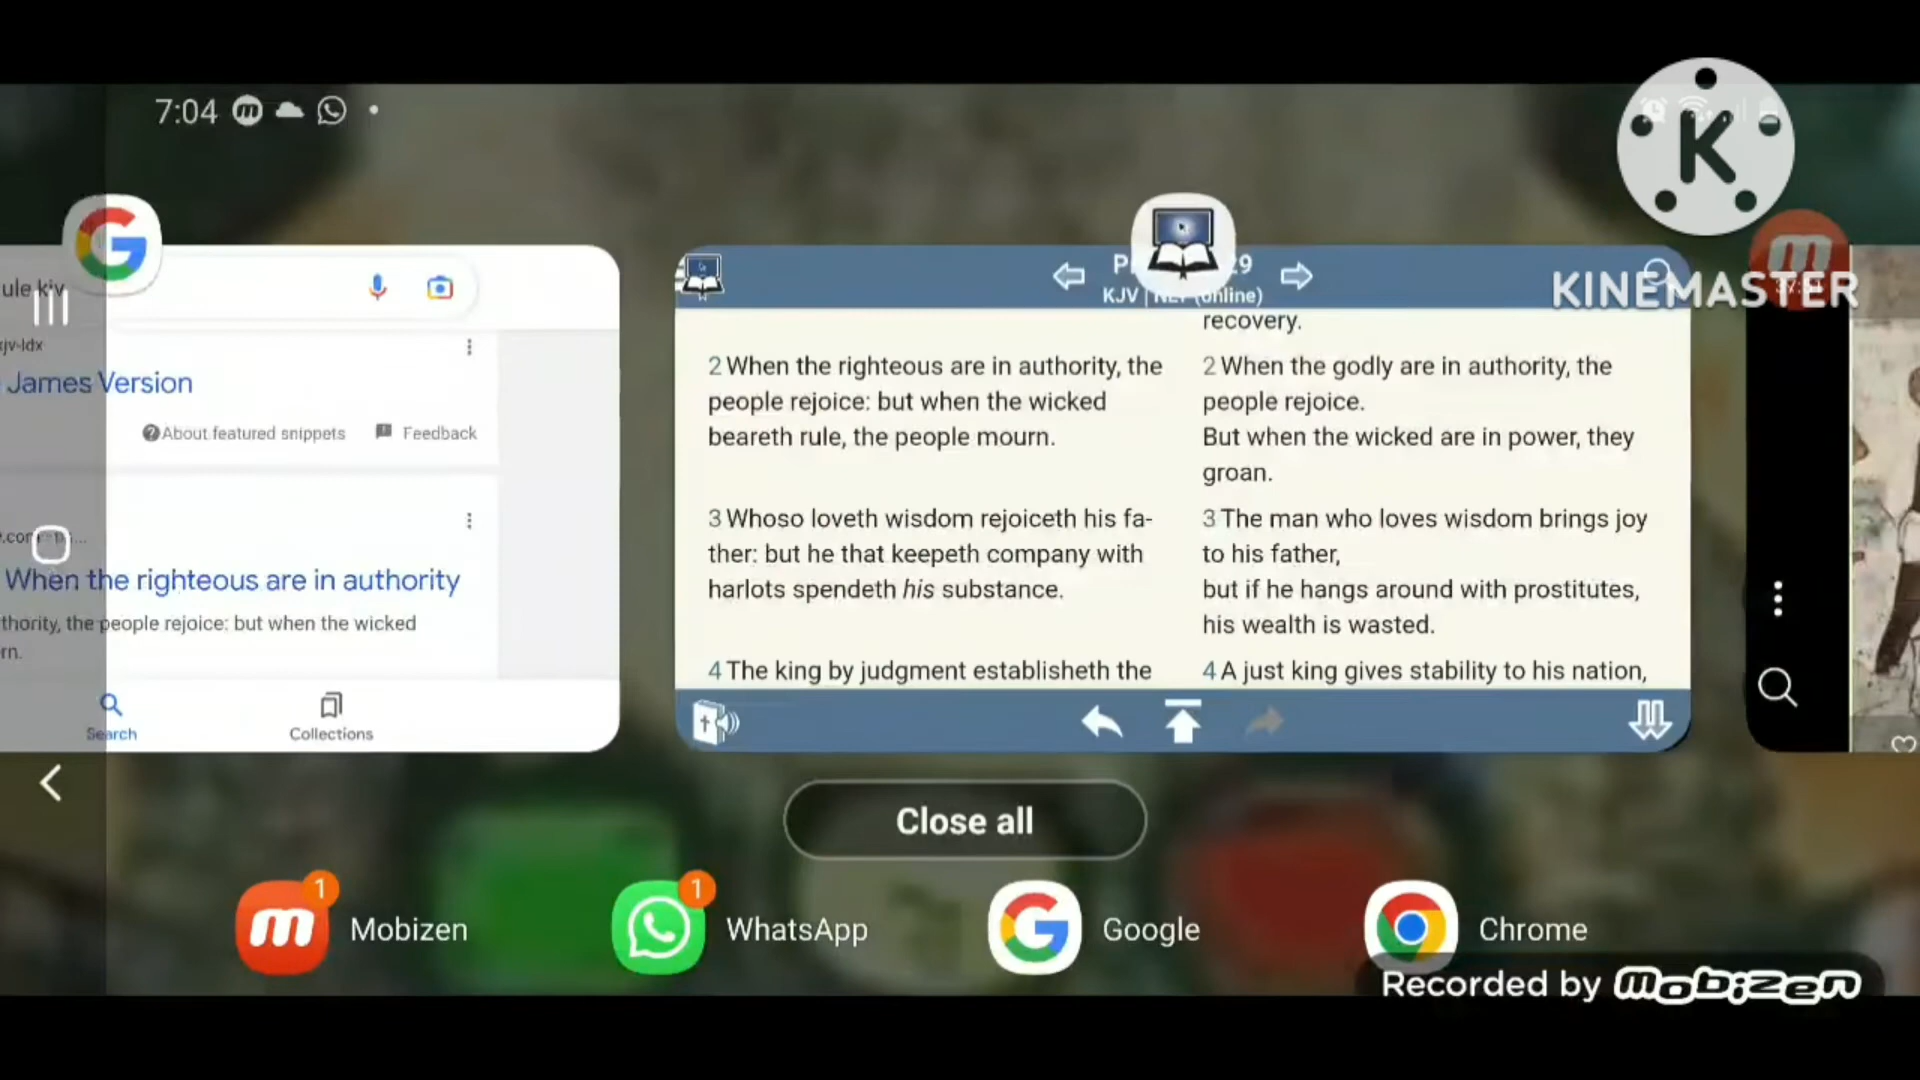 7:04
KINEMASTER
ule kjv
kjv-ldx
James Version
About featured snippets
Feedback
When the righteous are in authority
thority, the people rejoice: but when the wicked
rn.
Search
Collections
29
KJV | NET (online)
recovery.
2 When the righteous are in authority, the
people rejoice: but when the wicked
beareth rule, the people mourn.
3 Whoso loveth wisdom rejoiceth his fa-
ther: but he that keepeth company with
harlots spendeth his substance.
4 The king by judgment establisheth the
2 When the godly are in authority, the
people rejoice.
But when the wicked are in power, they
groan.
3 The man who loves wisdom brings joy
to his father,
but if he hangs around with prostitutes,
his wealth is wasted.
4 A just king gives stability to his nation,
Close all
1
Mobizen
1
WhatsApp
Google
Chrome
Recorded by mobizen